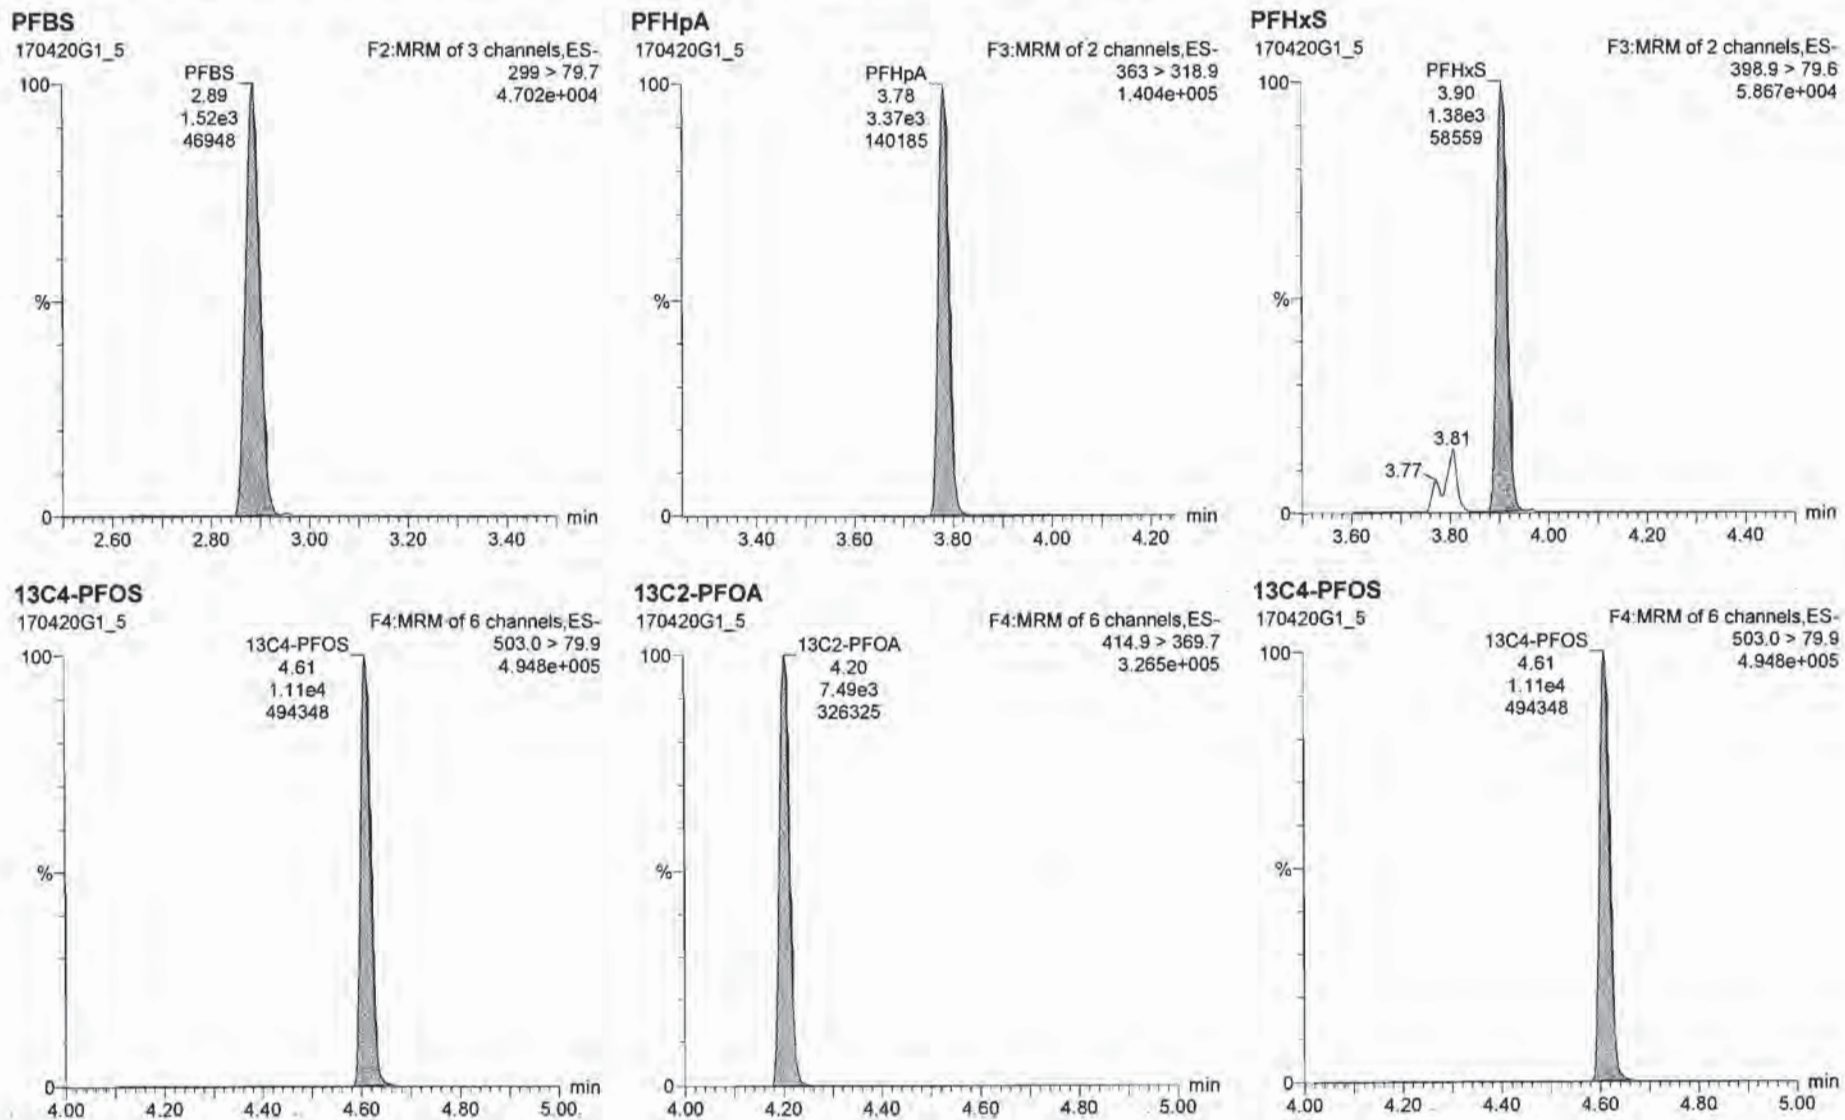 PFBS
170420G1_5
F2:MRM of 3 channels,ES-
299 > 79.7
4.702e+004
PFBS
2.89
1.52e3
46948
100
%
0
min
2.60 2.80 3.00 3.20 3.40
PFHpA
170420G1_5
F3:MRM of 2 channels,ES-
363 > 318.9
1.404e+005
PFHpA
3.78
3.37e3
140185
100
%
0
min
3.40 3.60 3.80 4.00 4.20
PFHxS
170420G1_5
F3:MRM of 2 channels,ES-
398.9 > 79.6
5.867e+004
PFHxS
3.90
1.38e3
58559
100
%
3.81
3.77
0
min
3.60 3.80 4.00 4.20 4.40
13C4-PFOS
170420G1_5
F4:MRM of 6 channels,ES-
503.0 > 79.9
4.948e+005
13C4-PFOS
4.61
1.11e4
494348
100
%
0
min
4.00 4.20 4.40 4.60 4.80 5.00
13C2-PFOA
170420G1_5
F4:MRM of 6 channels,ES-
414.9 > 369.7
3.265e+005
13C2-PFOA
4.20
7.49e3
326325
100
%
0
min
4.00 4.20 4.40 4.60 4.80 5.00
13C4-PFOS
170420G1_5
F4:MRM of 6 channels,ES-
503.0 > 79.9
4.948e+005
13C4-PFOS
4.61
1.11e4
494348
100
%
0
min
4.00 4.20 4.40 4.60 4.80 5.00